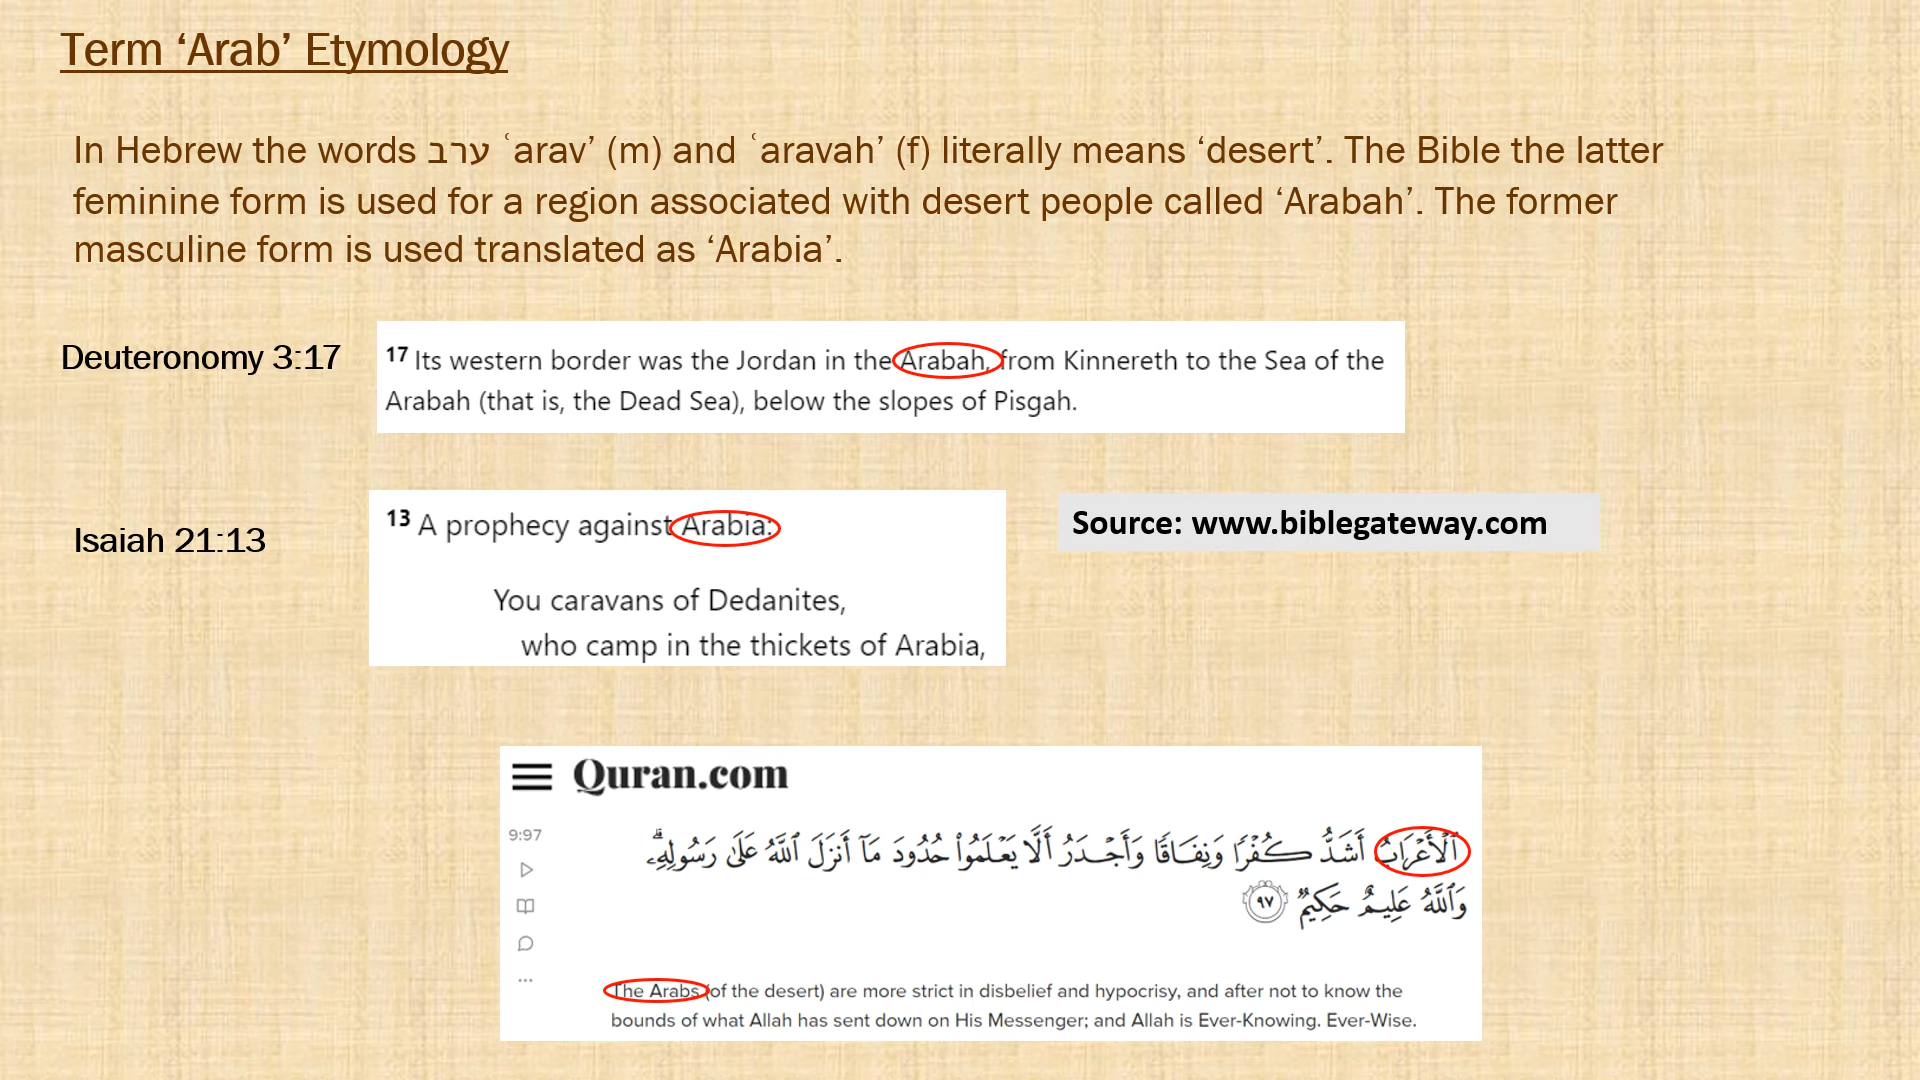 Term ‘Arab’ Etymology
In Hebrew the words ערב ʿarav’ (m) and ʿaravah’ (f) literally means ‘desert’. The Bible the latter
feminine form is used for a region associated with desert people called ‘Arabah’. The former
masculine form is used translated as ‘Arabia’.
Deuteronomy 3:17
17 Its western border was the Jordan in the Arabah, from Kinnereth to the Sea of the
Arabah (that is, the Dead Sea), below the slopes of Pisgah.
Isaiah 21:13
13 A prophecy against Arabia:
You caravans of Dedanites,
who camp in the thickets of Arabia,
Source: www.biblegateway.com
Quran.com
9:97
ٱلْأَعْرَابُ أَشَدُّ كُفْرًا وَنِفَاقًا وَأَجْدَرُ أَلَّا يَعْلَمُوا۟ حُدُودَ مَآ أَنزَلَ ٱللَّهُ عَلَىٰ رَسُولِهِۦ ۗ
وَٱللَّهُ عَلِيمٌ حَكِيمٌ ٩٧
The Arabs (of the desert) are more strict in disbelief and hypocrisy, and after not to know the
bounds of what Allah has sent down on His Messenger; and Allah is Ever-Knowing. Ever-Wise.